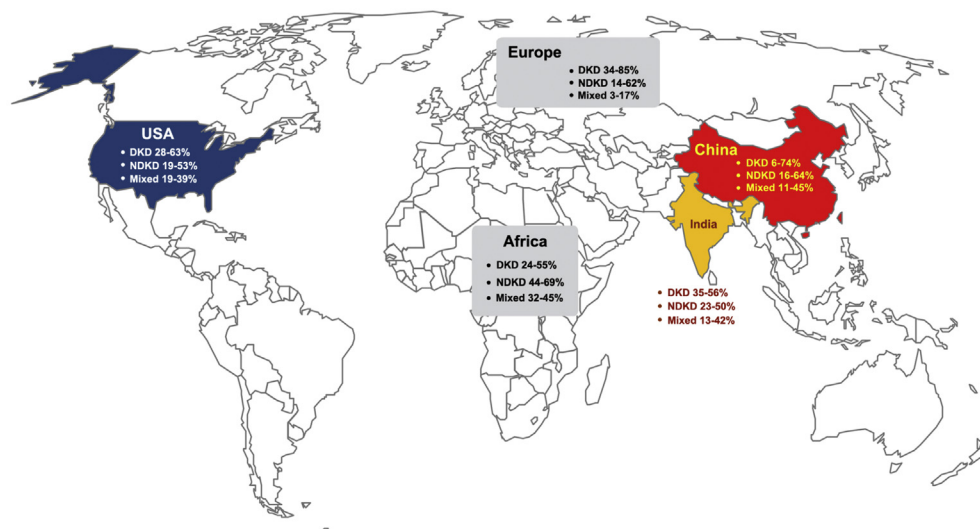 Europe
• DKD 34-85%
• NDKD 14-62%
• Mixed 3-17%
USA
• DKD 28-63%
• NDKD 19-53%
• Mixed 19-39%
China
• DKD 6-74%
• NDKD 16-64%
• Mixed 11-45%
India
• DKD 35-56%
• NDKD 23-50%
• Mixed 13-42%
Africa
• DKD 24-55%
• NDKD 44-69%
• Mixed 32-45%